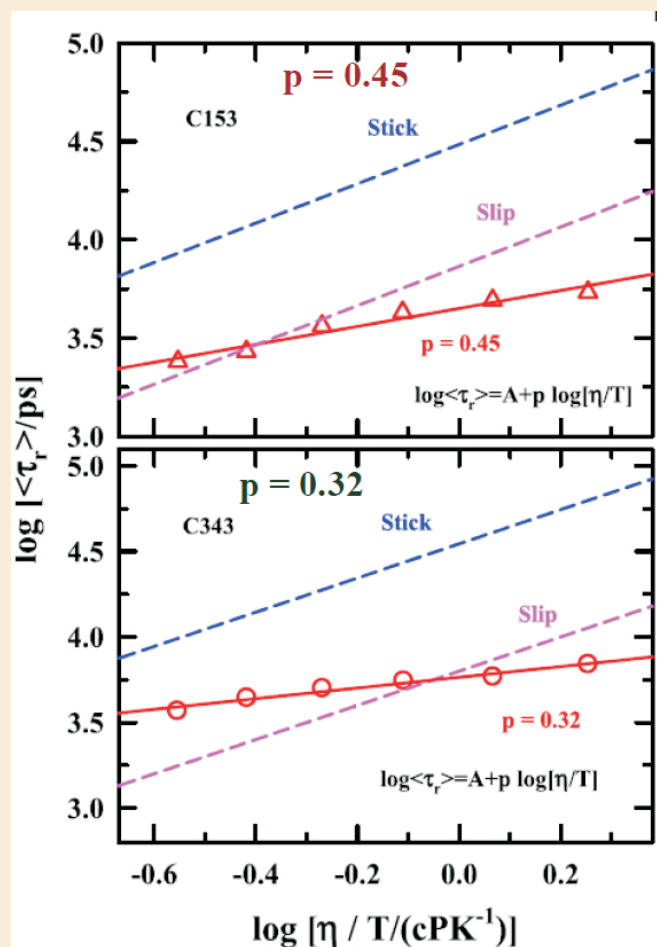 5.0
p = 0.45
C153
Stick
4.5
Slip
4.0
3.5
p = 0.45
log<τr>=A+p log[η/T]
3.0
log [<τr>/ps]
5.0
p = 0.32
C343
Stick
4.5
Slip
4.0
3.5
p = 0.32
log<τr>=A+p log[η/T]
3.0
-0.6 -0.4 -0.2 0.0 0.2
log [η / T/(cPK⁻¹)]